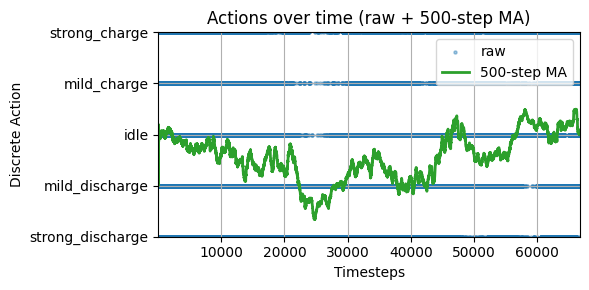 Actions over time (raw + 500-step MA)
strong_charge
mild_charge
idle
mild_discharge
strong_discharge
Discrete Action
raw
500-step MA
10000 20000 30000 40000 50000 60000
Timesteps